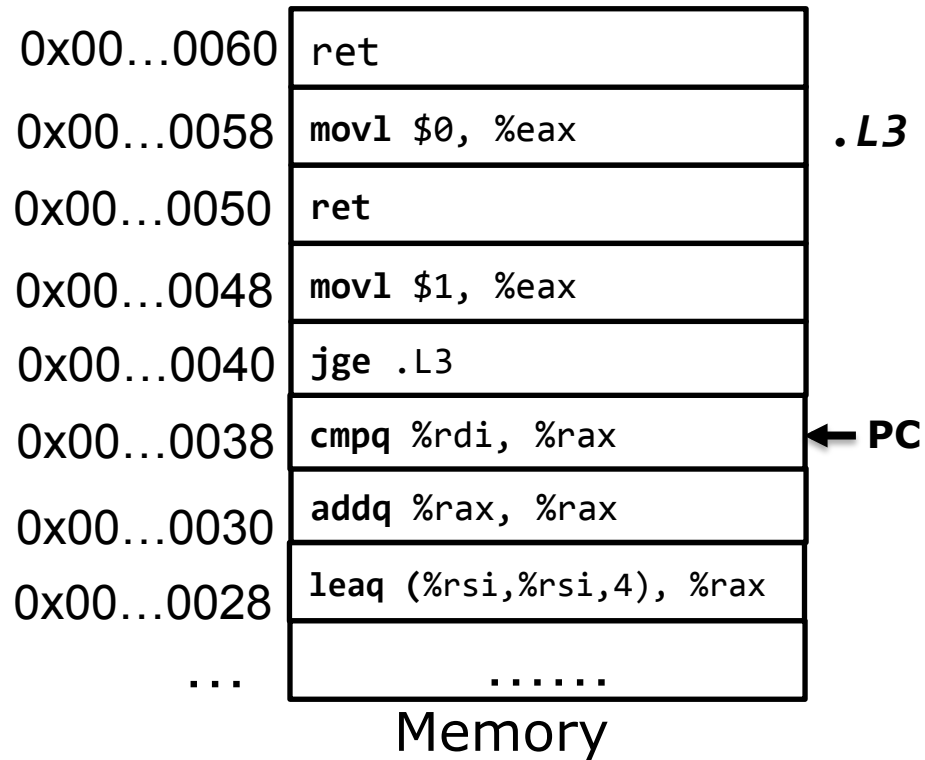 0x00…0060 ret
0x00…0058 movl $0, %eax .L3
0x00…0050 ret
0x00…0048 movl $1, %eax
0x00…0040 jge .L3
0x00…0038 cmpq %rdi, %rax PC
0x00…0030 addq %rax, %rax
0x00…0028 leaq (%rsi,%rsi,4), %rax
... ......
Memory